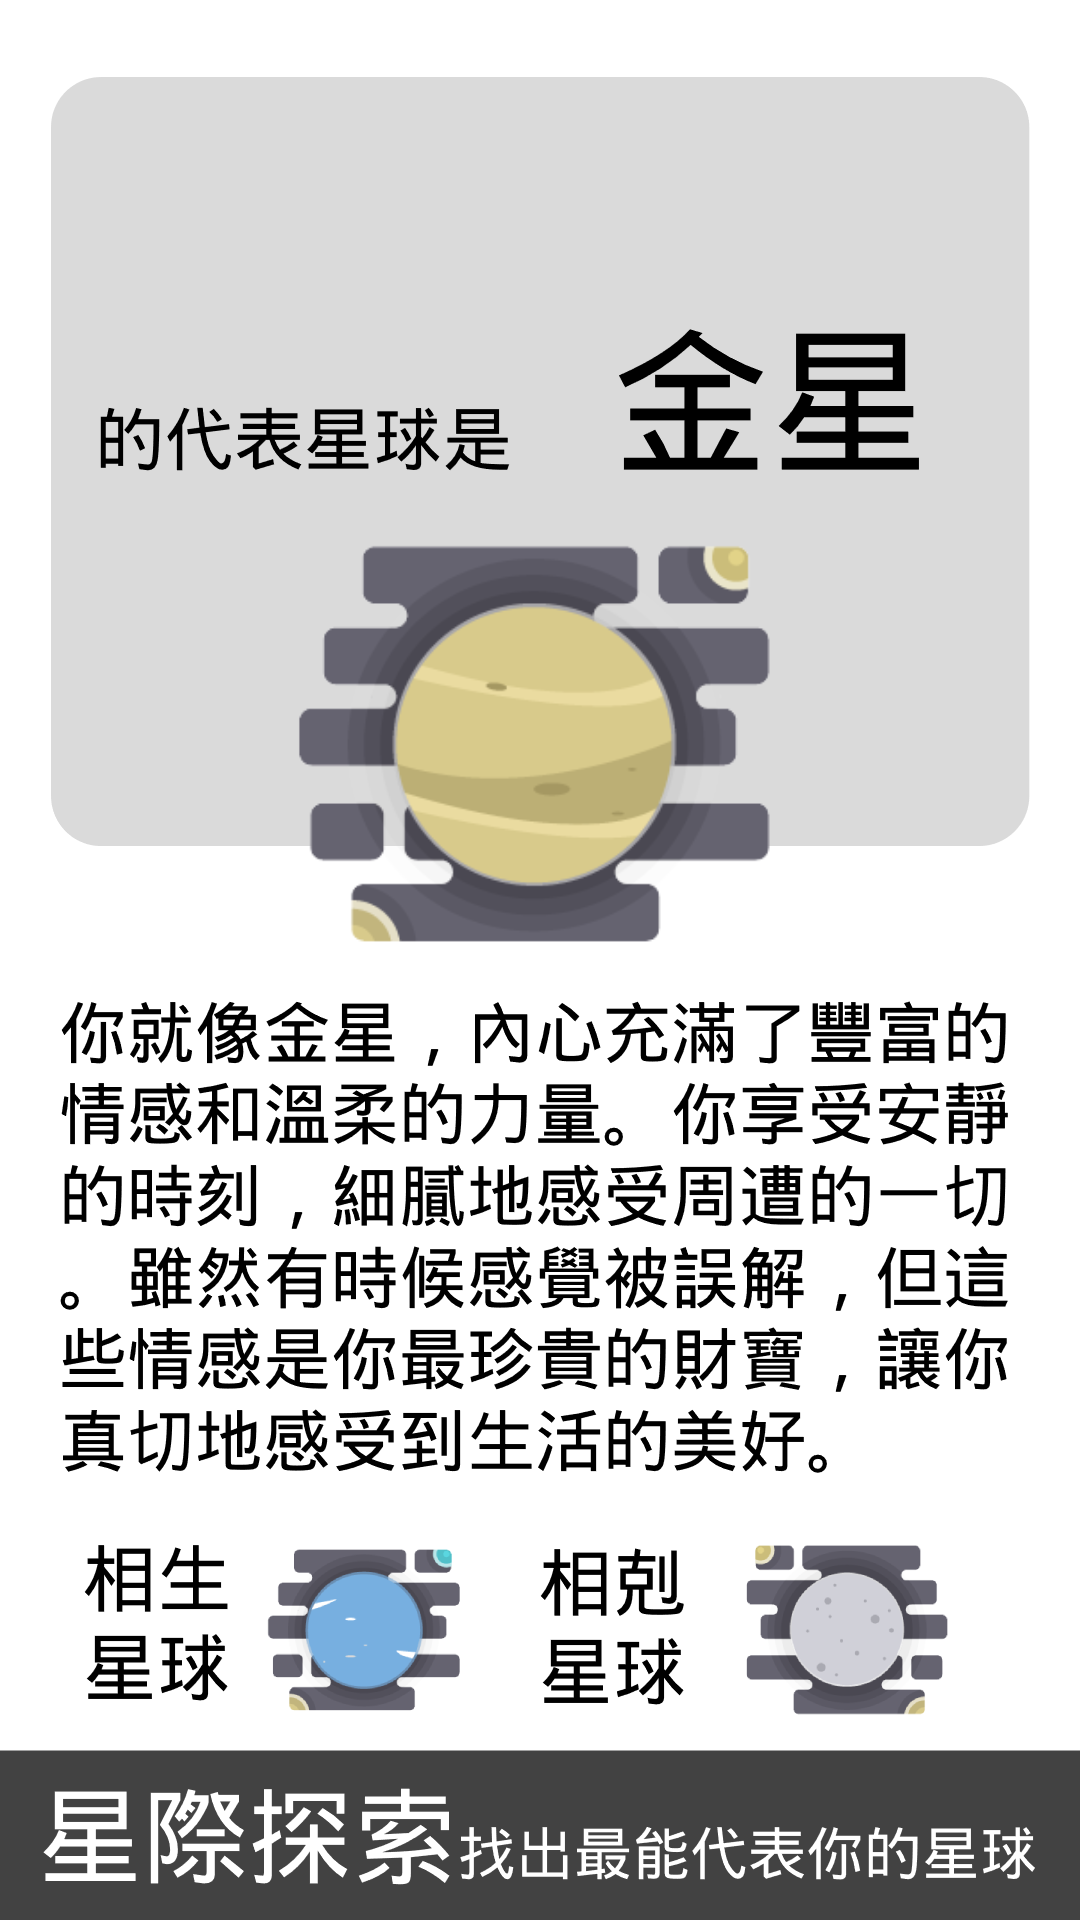 的代表星球是 金星
你就像金星，內心充滿了豐富的
情感和溫柔的力量。你享受安靜
的時刻，細膩地感受周遭的一切
。雖然有時候感覺被誤解，但這
些情感是你最珍貴的財寶，讓你
真切地感受到生活的美好。
相生
星球
相剋
星球
星際探索找出最能代表你的星球